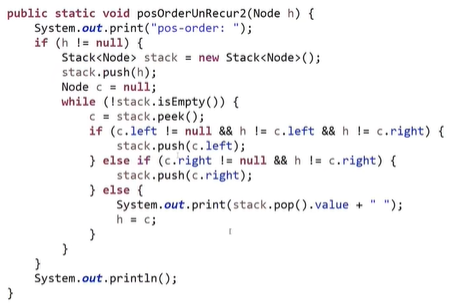 public static void posOrderUnRecur2(Node h) {
    System.out.print("pos-order: ");
    if (h != null) {
        Stack<Node> stack = new Stack<Node>();
        stack.push(h);
        Node c = null;
        while (!stack.isEmpty()) {
            c = stack.peek();
            if (c.left != null && h != c.left && h != c.right) {
                stack.push(c.left);
            } else if (c.right != null && h != c.right) {
                stack.push(c.right);
            } else {
                System.out.print(stack.pop().value + " ");
                h = c;
            }
        }
    }
    System.out.println();
}